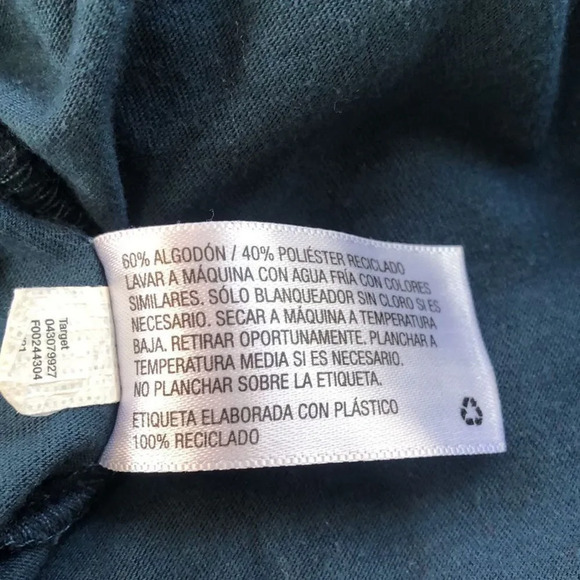 60% ALGODÓN / 40% POLIÉSTER RECICLADO
LAVAR A MÁQUINA CON AGUA FRÍA CON COLORES
SIMILARES. SÓLO BLANQUEADOR SIN CLORO SI ES
NECESARIO. SECAR A MÁQUINA A TEMPERATURA
BAJA. RETIRAR OPORTUNAMENTE. PLANCHAR A
TEMPERATURA MEDIA SI ES NECESARIO.
NO PLANCHAR SOBRE LA ETIQUETA.
ETIQUETA ELABORADA CON PLÁSTICO
100% RECICLADO
Target
043079927
F00244304